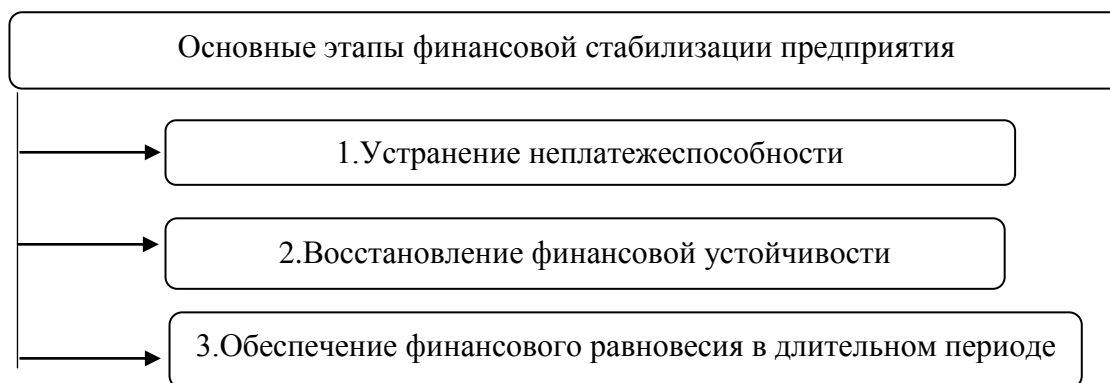 Основные этапы финансовой стабилизации предприятия
1.Устранение неплатежеспособности
2.Восстановление финансовой устойчивости
3.Обеспечение финансового равновесия в длительном периоде